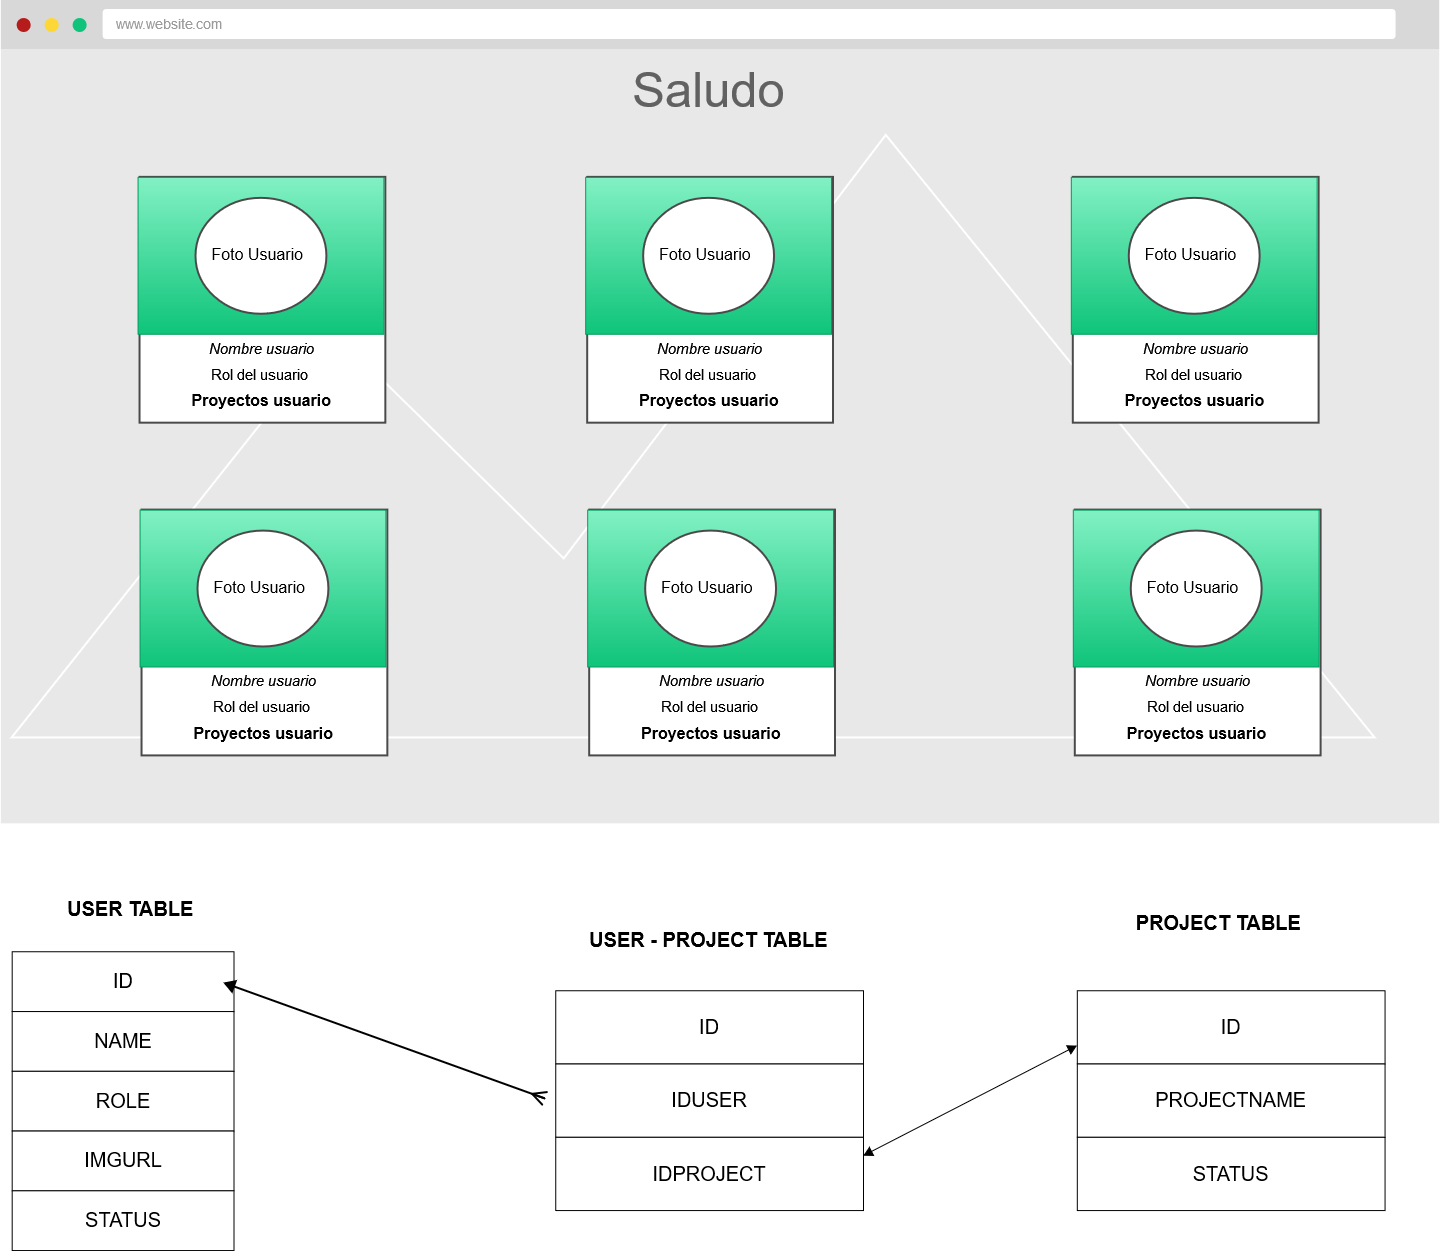 www.website.com
Saludo
Foto Usuario
Nombre usuario
Rol del usuario
Proyectos usuario
Foto Usuario
Nombre usuario
Rol del usuario
Proyectos usuario
Foto Usuario
Nombre usuario
Rol del usuario
Proyectos usuario
Foto Usuario
Nombre usuario
Rol del usuario
Proyectos usuario
Foto Usuario
Nombre usuario
Rol del usuario
Proyectos usuario
Foto Usuario
Nombre usuario
Rol del usuario
Proyectos usuario
USER TABLE
ID
NAME
ROLE
IMGURL
STATUS
USER - PROJECT TABLE
ID
IDUSER
IDPROJECT
PROJECT TABLE
ID
PROJECTNAME
STATUS